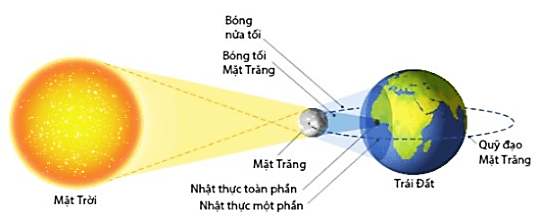 Bóng
nửa tối
Bóng tối
Mặt Trăng
Mặt Trăng
Nhật thực toàn phần
Nhật thực một phần
Mặt Trời
Trái Đất
Quỹ đạo
Mặt Trăng